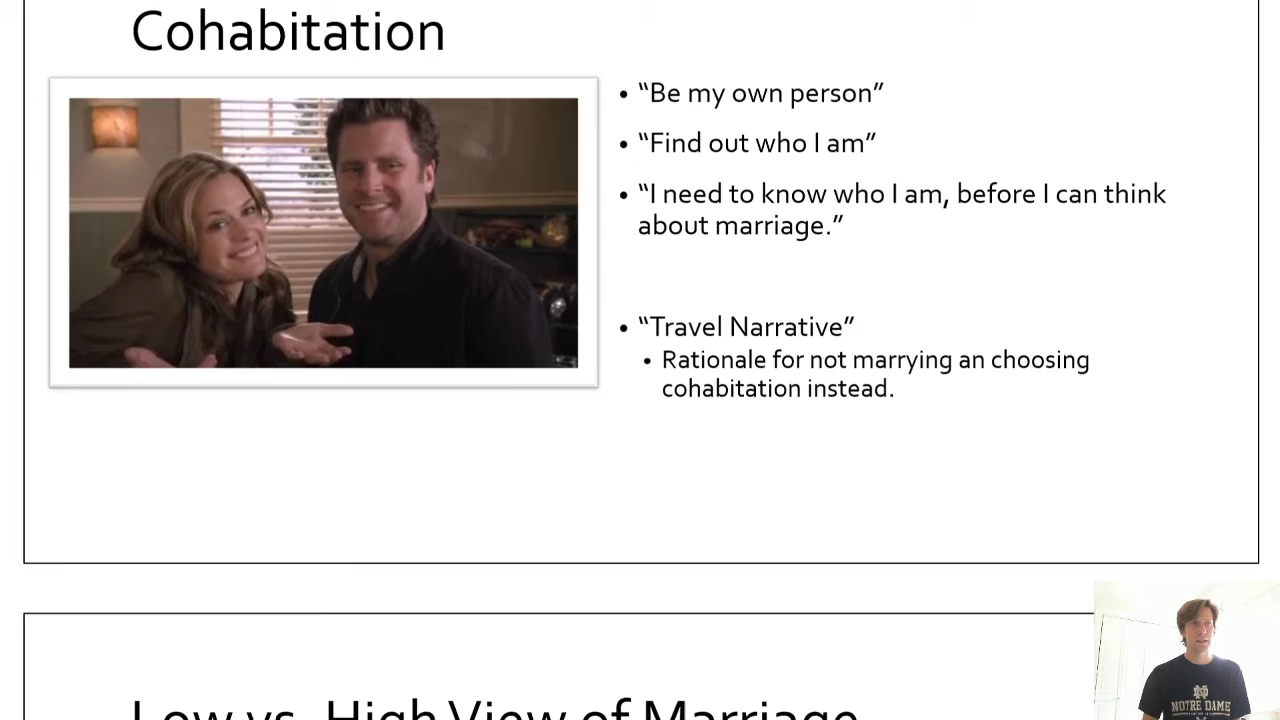 Cohabitation
• “Be my own person”
• “Find out who I am”
• “I need to know who I am, before I can think
about marriage.”
• “Travel Narrative”
• Rationale for not marrying an choosing
cohabitation instead.
Low vs. High View of Marriage
NOTRE DAME